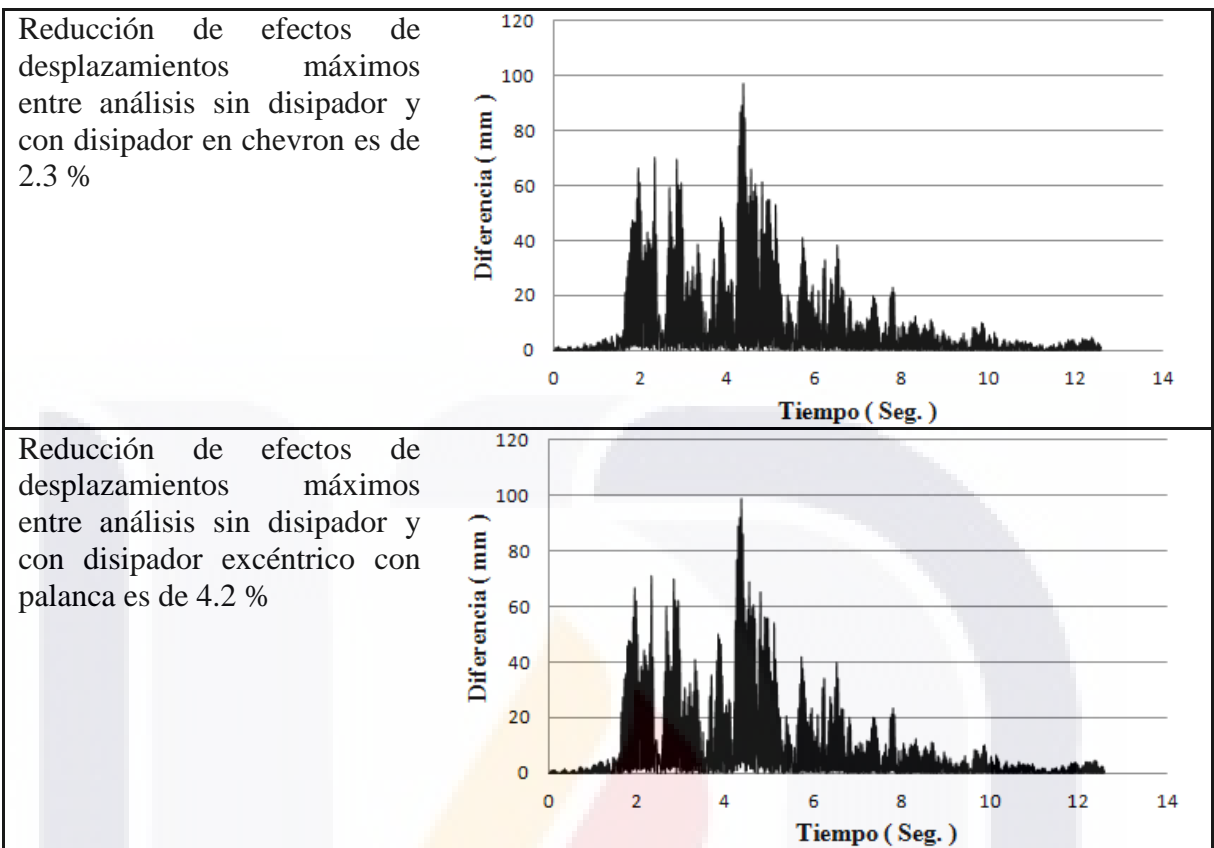 Reducción de efectos de
desplazamientos máximos
entre análisis sin disipador y
con disipador en chevron es de
2.3 %
120
100
80
60
40
20
0
Diferencia ( mm )
0 2 4 6 8 10 12 14
Tiempo ( Seg. )
Reducción de efectos de
desplazamientos máximos
entre análisis sin disipador y
con disipador excéntrico con
palanca es de 4.2 %
120
100
80
60
40
20
0
Diferencia ( mm )
0 2 4 6 8 10 12 14
Tiempo ( Seg. )